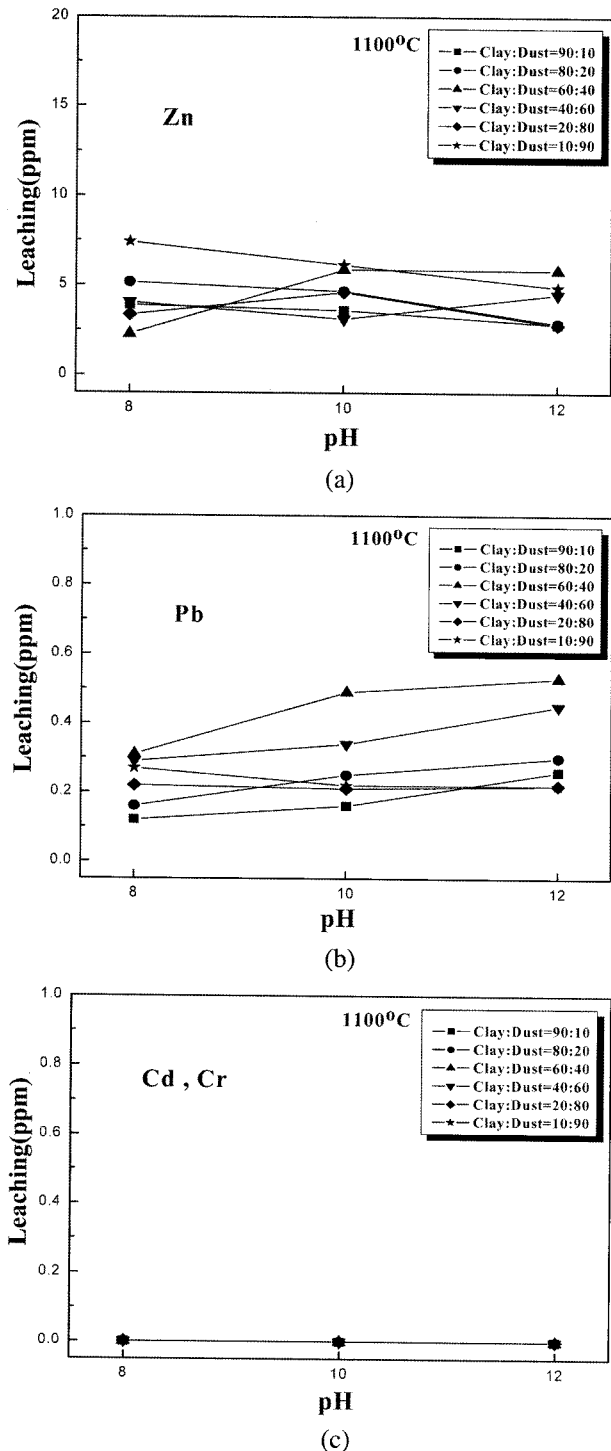 20
15
10
5
0
Leaching(ppm)
1100°C
Zn
Clay:Dust=90:10
Clay:Dust=80:20
Clay:Dust=60:40
Clay:Dust=40:60
Clay:Dust=20:80
Clay:Dust=10:90
8 10 12
pH
(a)
1.0
0.8
0.6
0.4
0.2
0.0
Leaching(ppm)
1100°C
Pb
Clay:Dust=90:10
Clay:Dust=80:20
Clay:Dust=60:40
Clay:Dust=40:60
Clay:Dust=20:80
Clay:Dust=10:90
8 10 12
pH
(b)
1.0
0.8
0.6
0.4
0.2
0.0
Leaching(ppm)
1100°C
Cd , Cr
Clay:Dust=90:10
Clay:Dust=80:20
Clay:Dust=60:40
Clay:Dust=40:60
Clay:Dust=20:80
Clay:Dust=10:90
8 10 12
pH
(c)